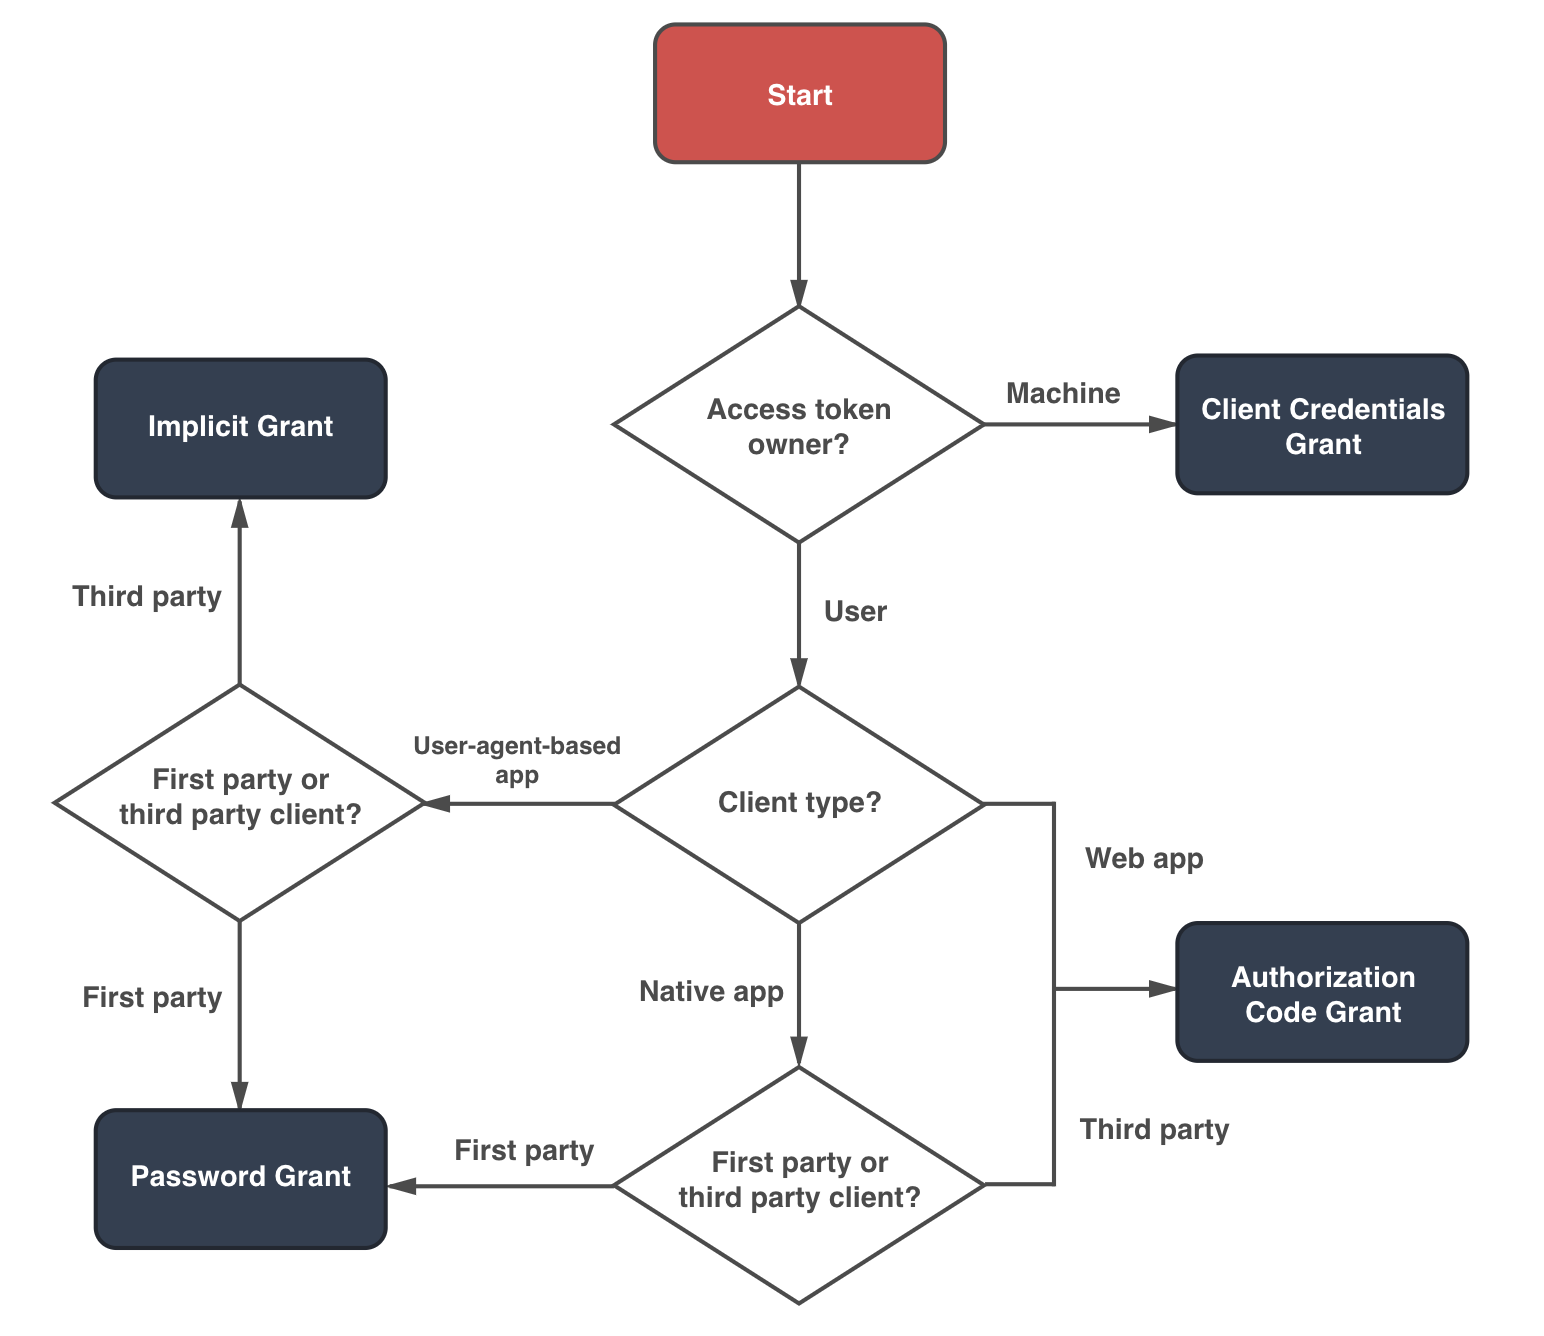 Start
Access token
owner?
Machine
Client Credentials
Grant
Implicit Grant
Third party
User
User-agent-based
app
First party or
third party client?
Client type?
Web app
First party
Native app
Authorization
Code Grant
Third party
First party
Password Grant
First party or
third party client?